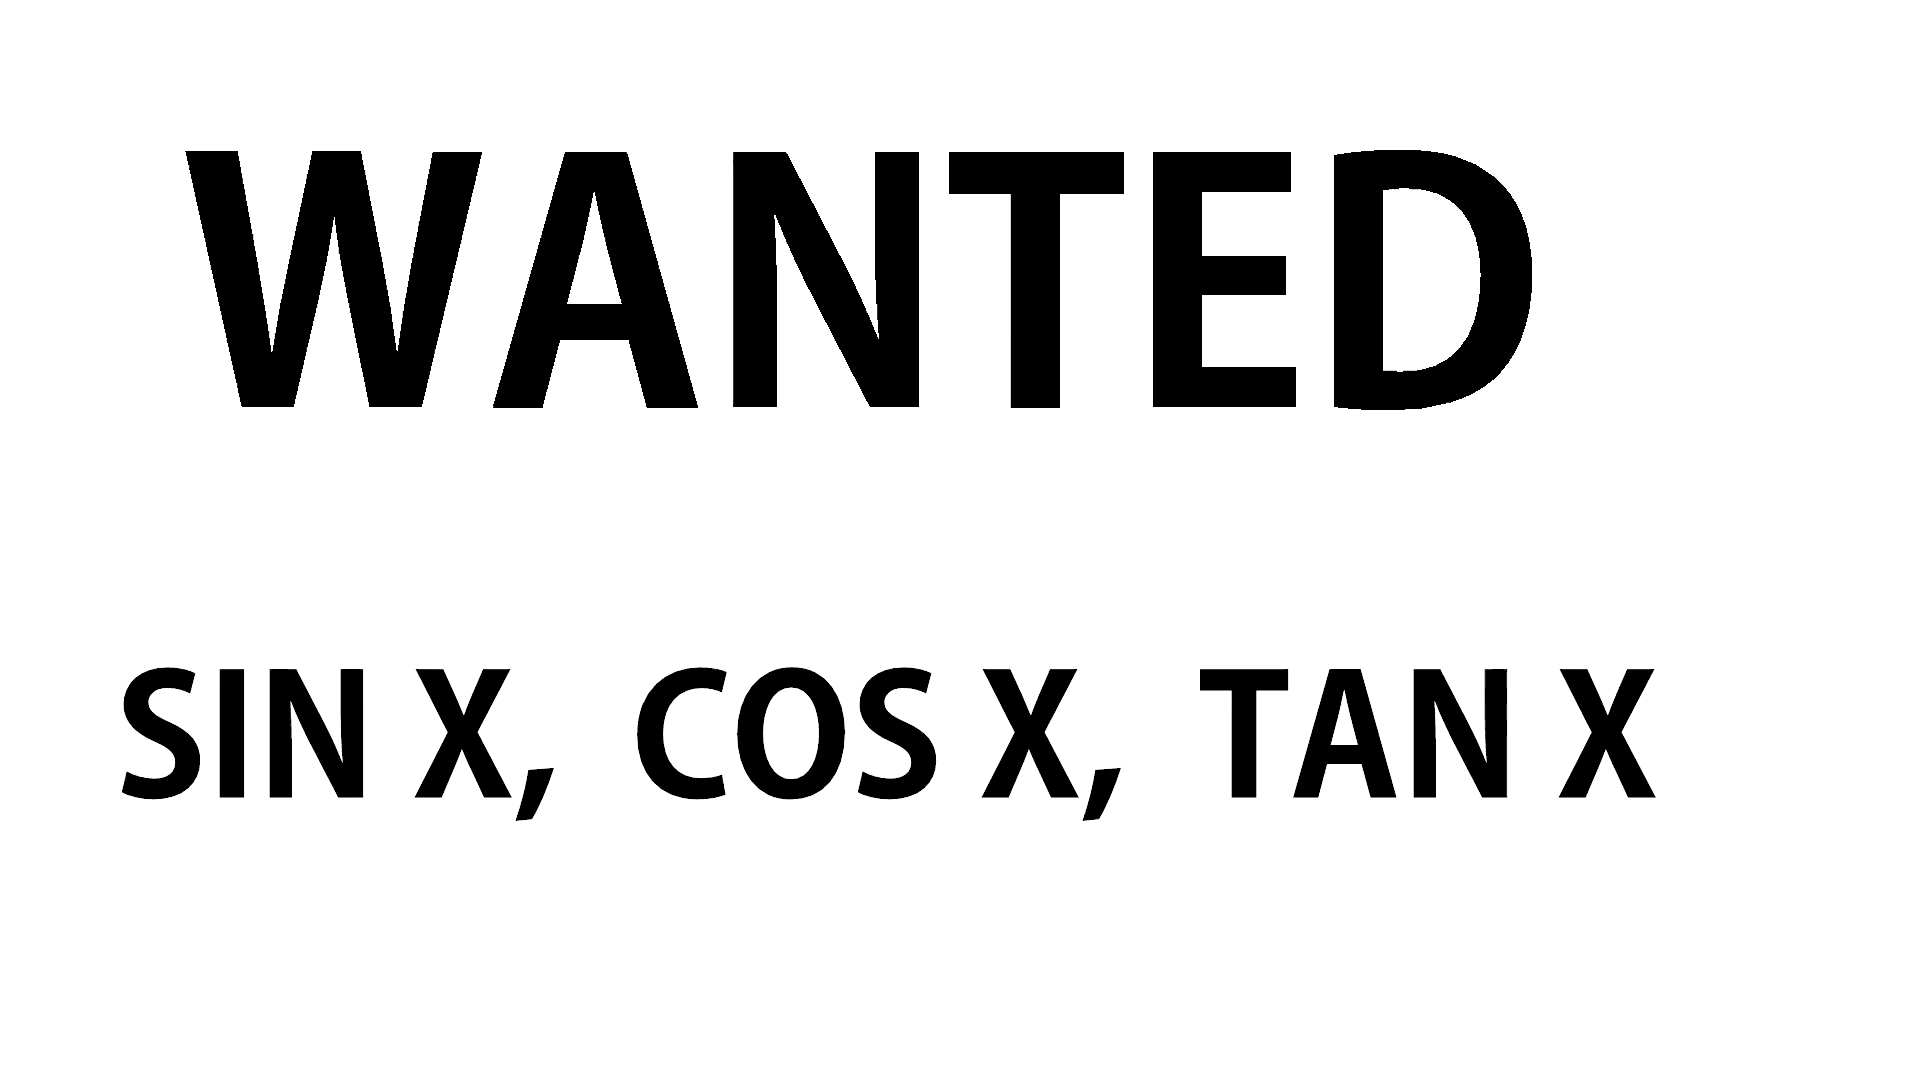 WANTED
SIN X, COS X, TAN X